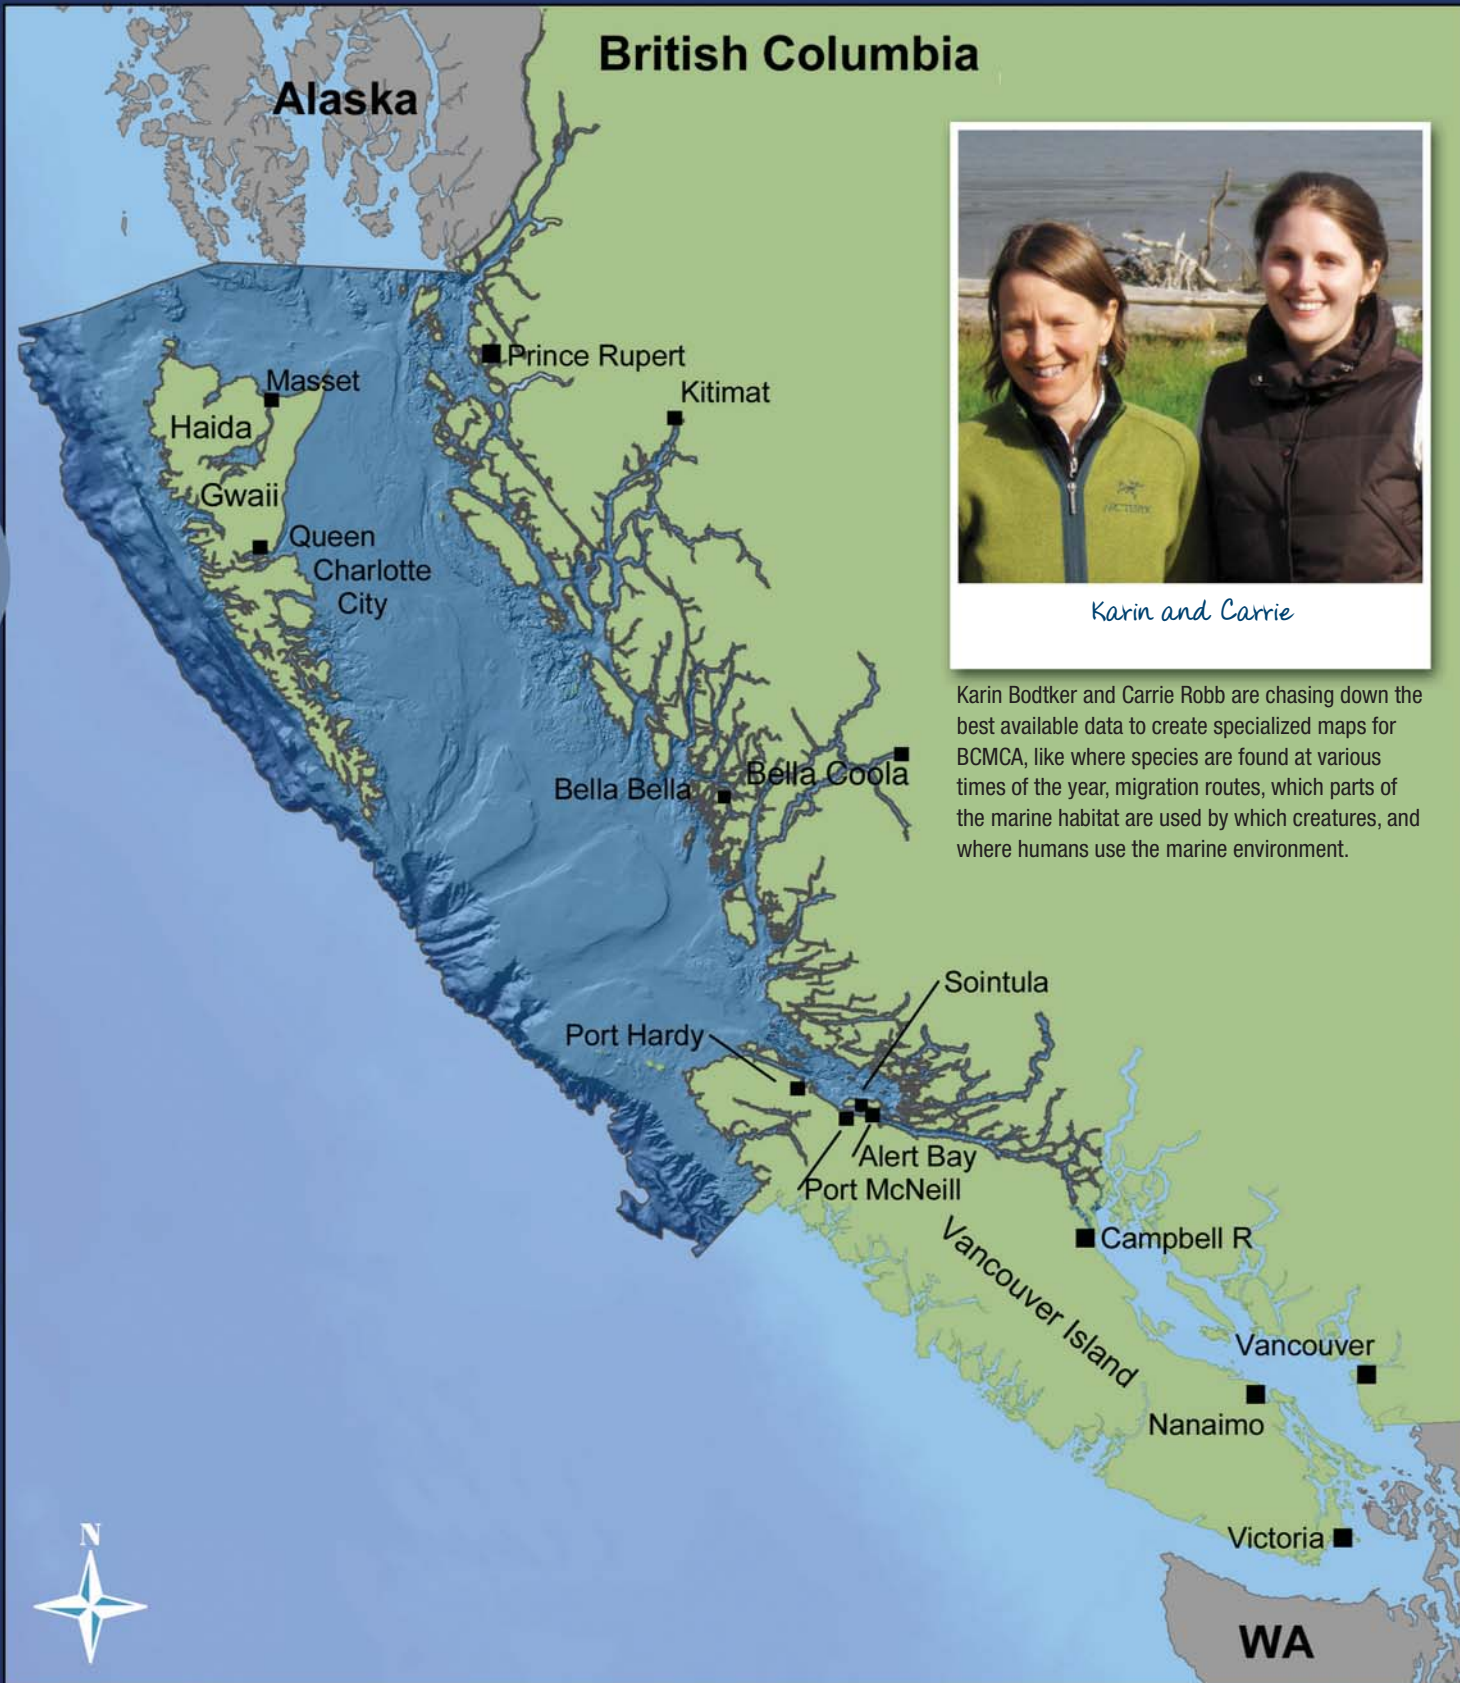 British Columbia
Alaska
Prince Rupert
Kitimat
Masset
Haida
Gwaii
Queen
Charlotte
City
ARC'TERYX
Karin and Carrie
Karin Bodtker and Carrie Robb are chasing down the
best available data to create specialized maps for
BCMCA, like where species are found at various
times of the year, migration routes, which parts of
the marine habitat are used by which creatures, and
where humans use the marine environment.
Bella Bella
Bella Coola
Sointula
Port Hardy
Alert Bay
Port McNeill
Vancouver Island
Campbell R
Vancouver
Nanaimo
Victoria
N
WA